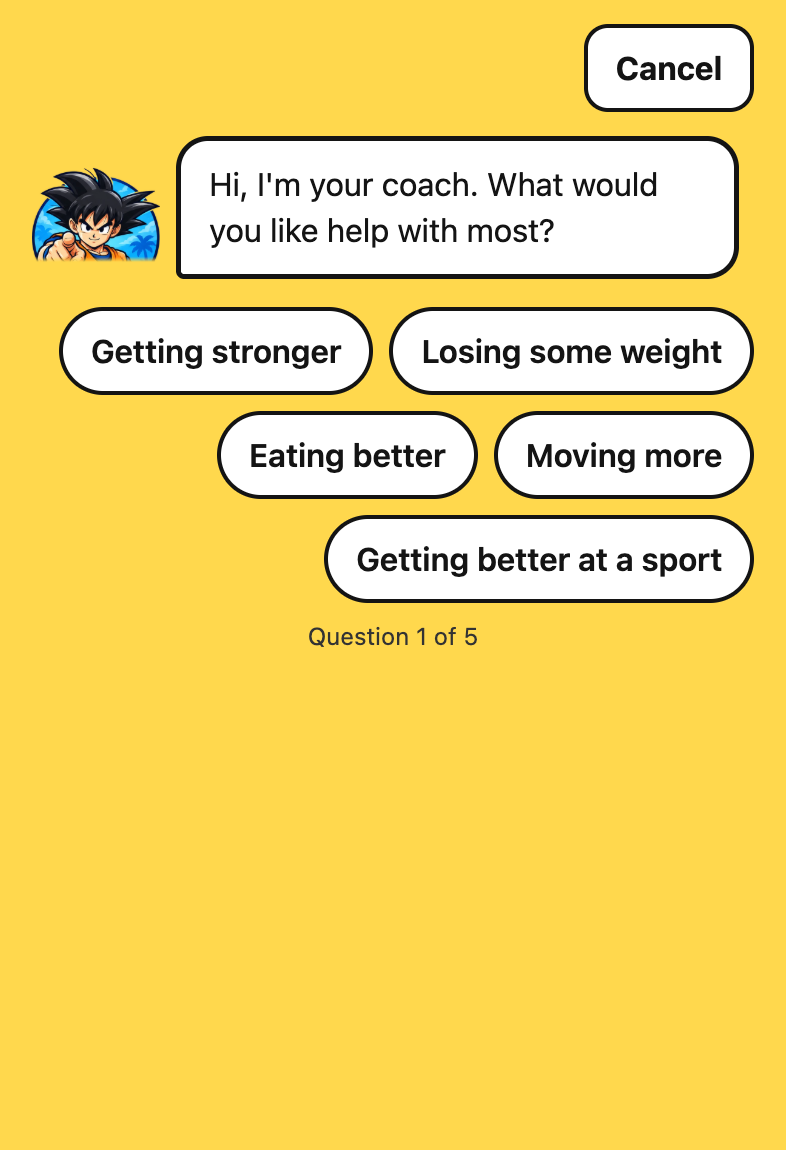 Cancel
Hi, I'm your coach. What would
you like help with most?
Getting stronger
Losing some weight
Eating better
Moving more
Getting better at a sport
Question 1 of 5